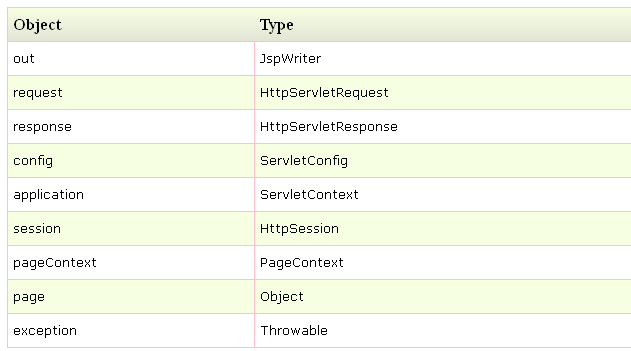 Object Type
out JspWriter
request HttpServletRequest
response HttpServletResponse
config ServletConfig
application ServletContext
session HttpSession
pageContext PageContext
page Object
exception Throwable